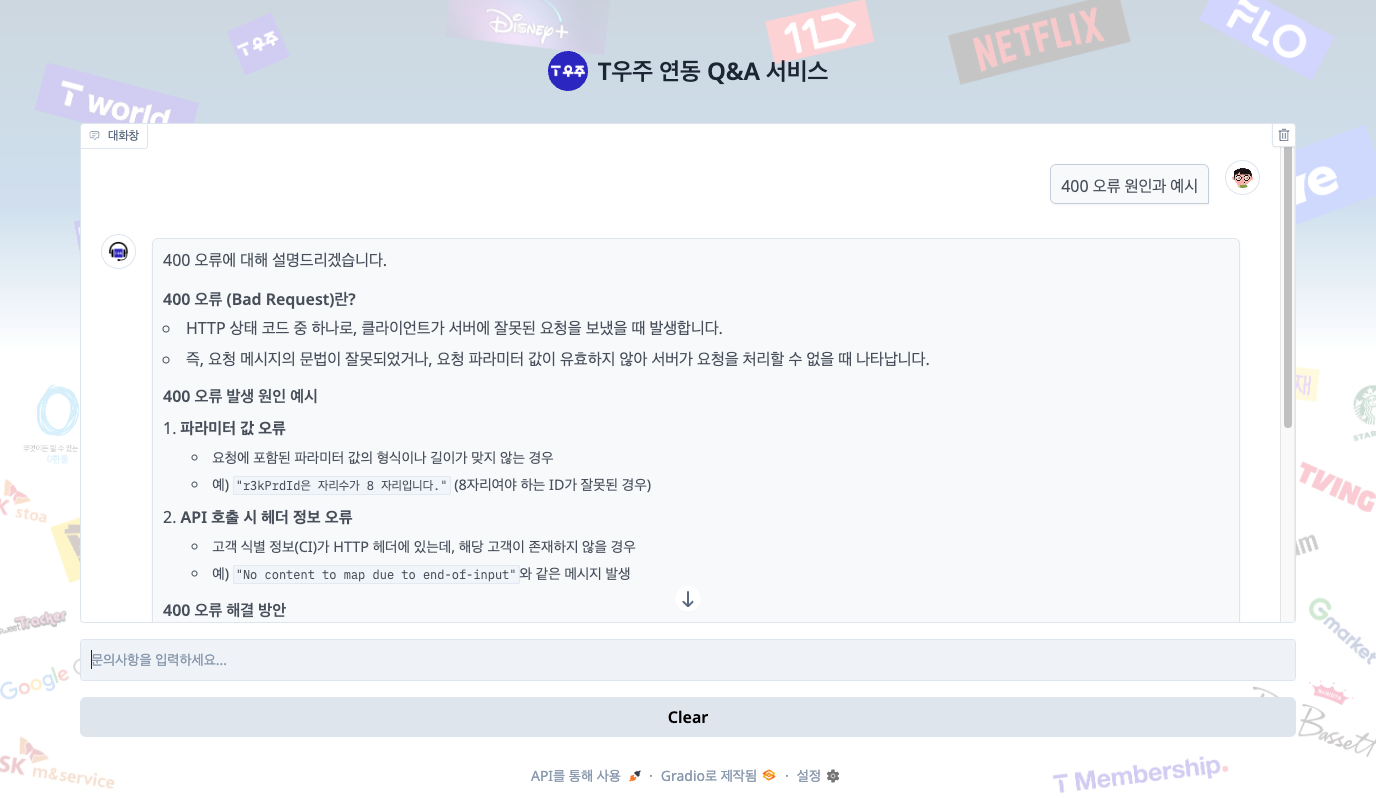 T우주
Disney+
11
NETFLIX
FLO
T world
T우주 T우주 연동 Q&A 서비스
대화창
400 오류 원인과 예시
400 오류에 대해 설명드리겠습니다.
400 오류 (Bad Request)란?
HTTP 상태 코드 중 하나로, 클라이언트가 서버에 잘못된 요청을 보냈을 때 발생합니다.
즉, 요청 메시지의 문법이 잘못되었거나, 요청 파라미터 값이 유효하지 않아 서버가 요청을 처리할 수 없을 때 나타납니다.
400 오류 발생 원인 예시
1. 파라미터 값 오류
요청에 포함된 파라미터 값의 형식이나 길이가 맞지 않는 경우
예) "r3kPrdId은 자리수가 8 자리입니다." (8자리여야 하는 ID가 잘못된 경우)
2. API 호출 시 헤더 정보 오류
고객 식별 정보(CI)가 HTTP 헤더에 있는데, 해당 고객이 존재하지 않을 경우
예) "No content to map due to end-of-input"와 같은 메시지 발생
400 오류 해결 방안
문의사항을 입력하세요...
Clear
API를 통해 사용 · Gradio로 제작됨 · 설정
SK stoa
Tracker
Google
SK m&service
STAR
TVING
am
Gmarket
Bassett
T Membership.